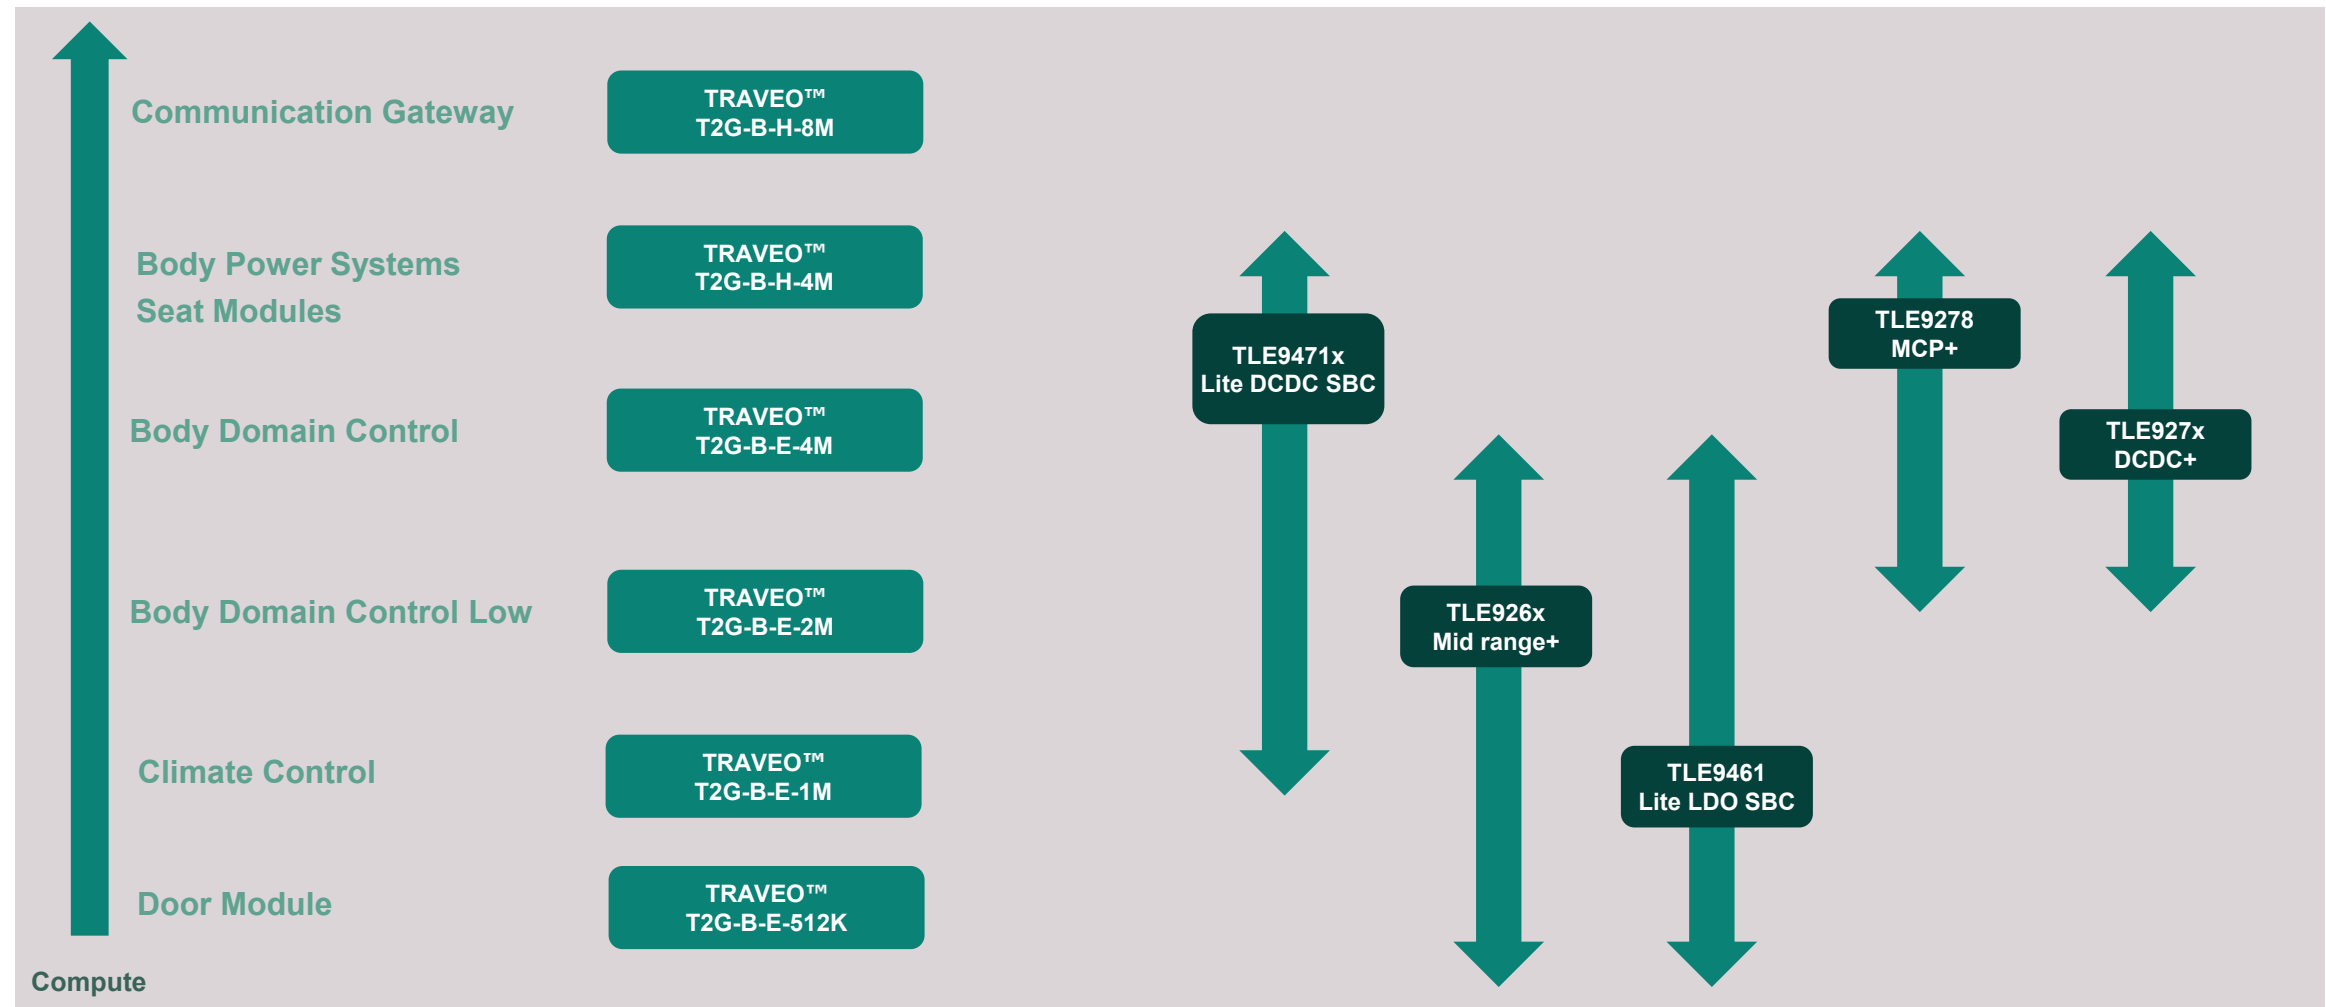 Communication Gateway
TRAVEO™
T2G-B-H-8M
Body Power Systems
Seat Modules
TRAVEO™
T2G-B-H-4M
TLE9471x
Lite DCDC SBC
TLE9278
MCP+
Body Domain Control
TRAVEO™
T2G-B-E-4M
TLE927x
DCDC+
Body Domain Control Low
TRAVEO™
T2G-B-E-2M
TLE926x
Mid range+
Climate Control
TRAVEO™
T2G-B-E-1M
TLE9461
Lite LDO SBC
Door Module
TRAVEO™
T2G-B-E-512K
Compute